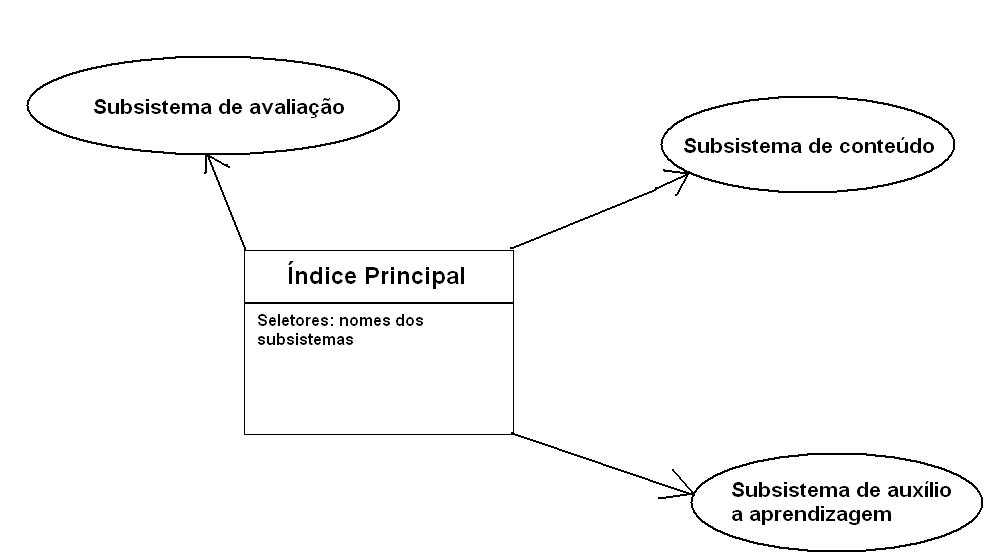 Subsistema de avaliação
Subsistema de conteúdo
Índice Principal
Seletores: nomes dos
subsistemas
Subsistema de auxílio
a aprendizagem